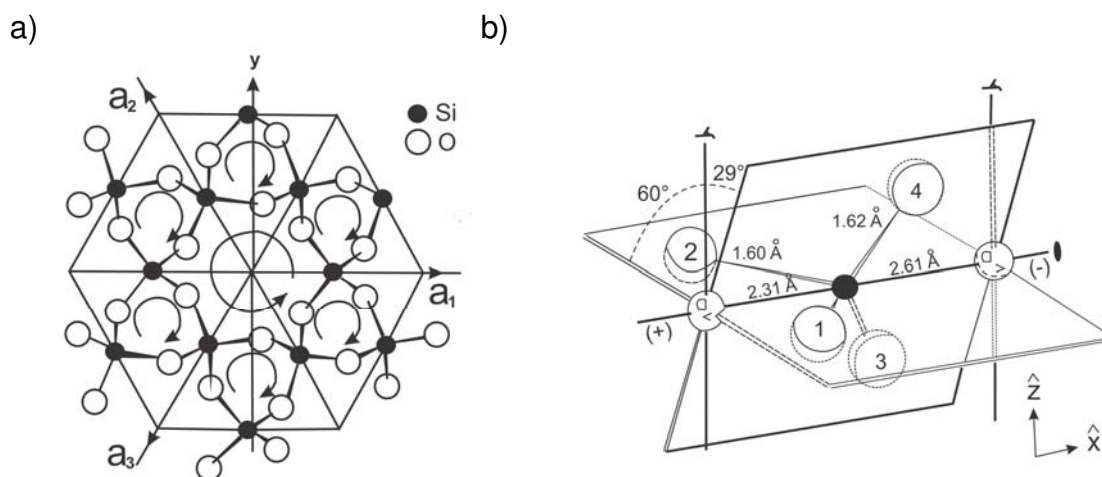 a)
y
a₂
Si
O
a₁
a₃
b)
29°
60°
4
1.62 Å
2
1.60 Å
2.61 Å
2.31 Å
(-)
(+)
1
3
ẑ
x̂